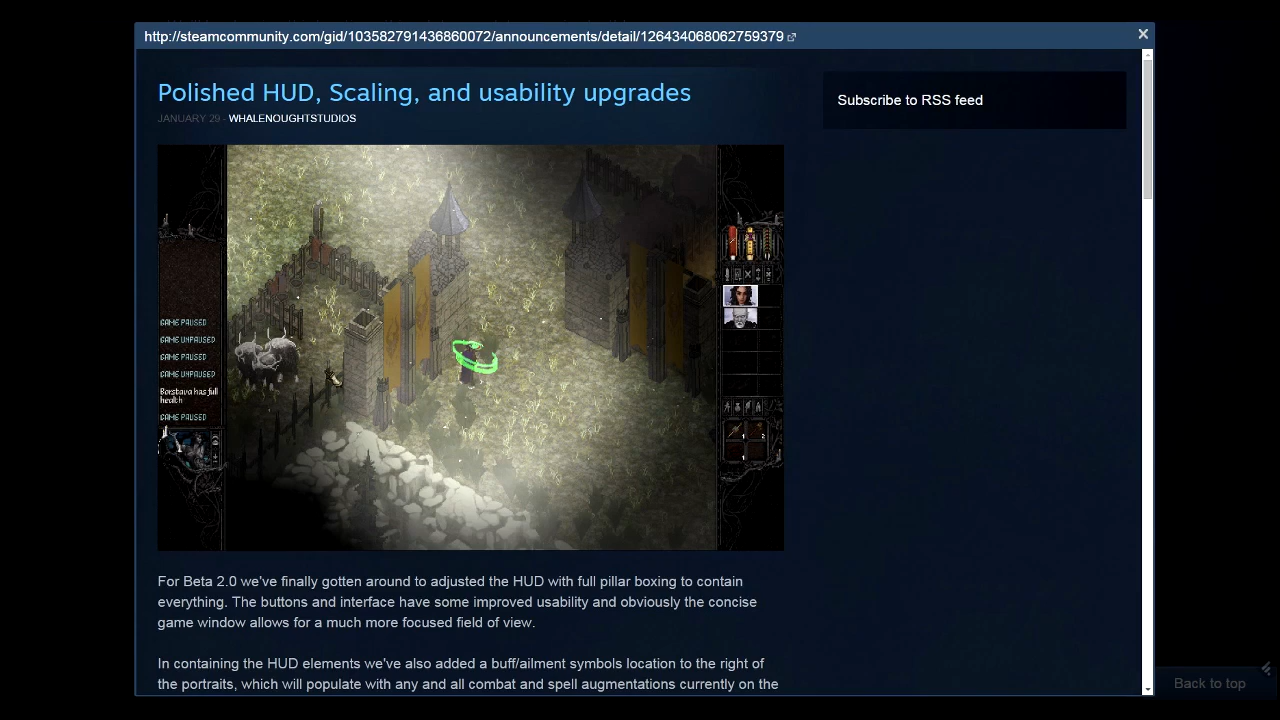 http://steamcommunity.com/gid/103582791436860072/announcements/detail/126434068062759379
Polished HUD, Scaling, and usability upgrades
JANUARY 29 - WHALENOUGHTSTUDIOS
Subscribe to RSS feed
GAME PAUSED
GAME UNPAUSED
GAME PAUSED
GAME UNPAUSED
Borstava has full
health
GAME PAUSED
For Beta 2.0 we've finally gotten around to adjusted the HUD with full pillar boxing to contain
everything. The buttons and interface have some improved usability and obviously the concise
game window allows for a much more focused field of view.
In containing the HUD elements we've also added a buff/ailment symbols location to the right of
the portraits, which will populate with any and all combat and spell augmentations currently on the
Back to top